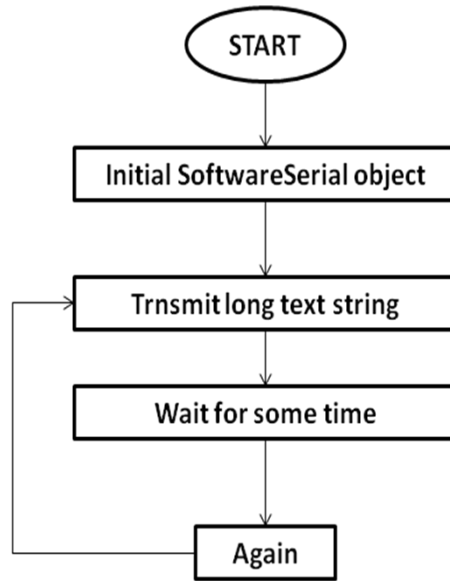 START
Initial SoftwareSerial object
Trnsmit long text string
Wait for some time
Again